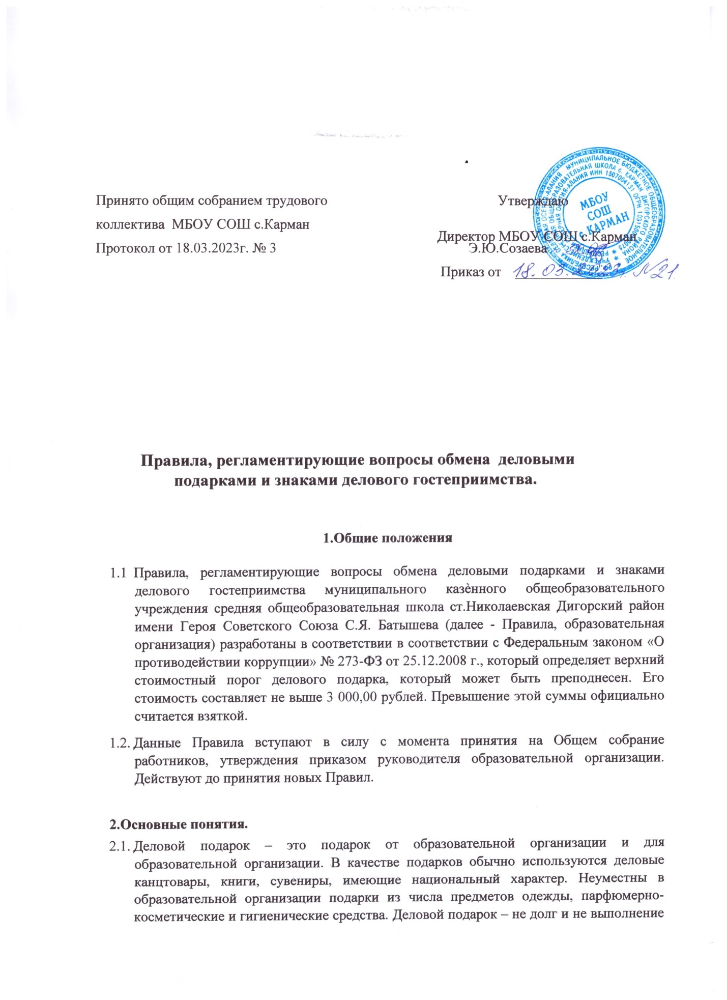 Принято общим собранием трудового
коллектива  МБОУ СОШ с.Карман
Протокол от 18.03.2023г. № 3
Утверждаю
Директор МБОУ СОШ с.Карман
Э.Ю.Созаева
Приказ от 18.03.2023г. №21.
МБОУ
СОШ
с КАРМАН
МУНИЦИПАЛЬНОЕ БЮДЖЕТНОЕ ОБЩЕОБРАЗОВАТЕЛЬНОЕ УЧРЕЖДЕНИЕ
ШКОЛА с. КАРМАН ДИГОРСКОГО РАЙОНА
ИНН 1507004131 ОГРН
Правила, регламентирующие вопросы обмена  деловыми
подарками и знаками делового гостеприимства.
1.Общие положения
1.1 Правила, регламентирующие вопросы обмена деловыми подарками и знаками
делового гостеприимства муниципального казѐнного общеобразовательного
учреждения средняя общеобразовательная школа ст.Николаевская Дигорский район
имени Героя Советского Союза С.Я. Батышева (далее - Правила, образовательная
организация) разработаны в соответствии в соответствии с Федеральным законом «О
противодействии коррупции» № 273-ФЗ от 25.12.2008 г., который определяет верхний
стоимостный порог делового подарка, который может быть преподнесен. Его
стоимость составляет не выше 3 000,00 рублей. Превышение этой суммы официально
считается взяткой.
1.2. Данные Правила вступают в силу с момента принятия на Общем собрание
работников, утверждения приказом руководителя образовательной организации.
Действуют до принятия новых Правил.
2.Основные понятия.
2.1. Деловой подарок – это подарок от образовательной организации и для
образовательной организации. В качестве подарков обычно используются деловые
канцтовары, книги, сувениры, имеющие национальный характер. Неуместны в
образовательной организации подарки из числа предметов одежды, парфюмерно-
косметические и гигиенические средства. Деловой подарок – не долг и не выполнение